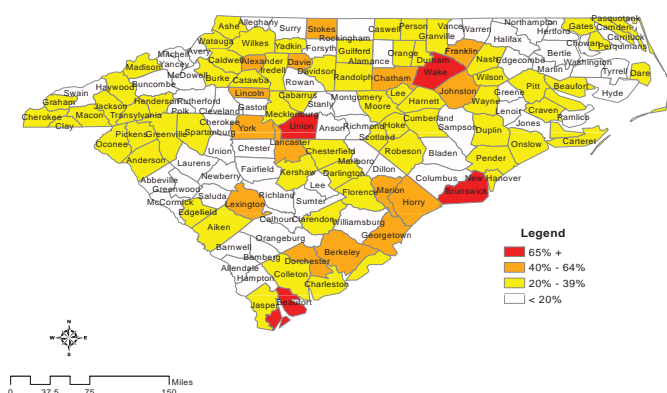 Ashe
Alleghany
Surry
Stokes
Rockingham
Caswell
Person
Granville
Vance
Warren
Northampton
Hertford
Gates
Pasquotank
Camden
Currituck
Perquimans
Chowan
Halifax
Bertie
Watauga
Wilkes
Yadkin
Forsyth
Guilford
Alamance
Orange
Durham
Franklin
Nash
Edgecombe
Martin
Washington
Tyrrell
Dare
Mitchell
Avery
Yancey
Madison
Caldwell
Alexander
Iredell
Davie
Davidson
Randolph
Chatham
Wake
Wilson
Pitt
Beaufort
Hyde
Swain
Haywood
Buncombe
McDowell
Burke
Catawba
Rowan
Johnston
Greene
Graham
Jackson
Henderson
Rutherford
Lincoln
Cabarrus
Stanly
Montgomery
Moore
Lee
Harnett
Wayne
Lenoir
Craven
Pamlico
Cherokee
Macon
Transylvania
Polk
Cleveland
Gaston
Mecklenburg
Clay
Cherokee
York
Union
Anson
Richmond
Scotland
Hoke
Cumberland
Sampson
Duplin
Jones
Onslow
Carteret
Oconee
Pickens
Greenville
Spartanburg
Union
Chester
Lancaster
Chesterfield
Marlboro
Robeson
Bladen
Pender
Anderson
Laurens
Fairfield
Kershaw
Darlington
Dillon
Columbus
New
Hanover
Brunswick
Abbeville
Greenwood
Newberry
McCormick
Saluda
Richland
Lee
Sumter
Florence
Marion
Horry
Edgefield
Lexington
Calhoun
Clarendon
Williamsburg
Georgetown
Aiken
Orangeburg
Barnwell
Bamberg
Dorchester
Berkeley
Allendale
Hampton
Colleton
Charleston
Jasper
Beaufort
Legend
65% +
40% - 64%
20% - 39%
< 20%
N
W
E
S
Miles
0 37.5 75 150